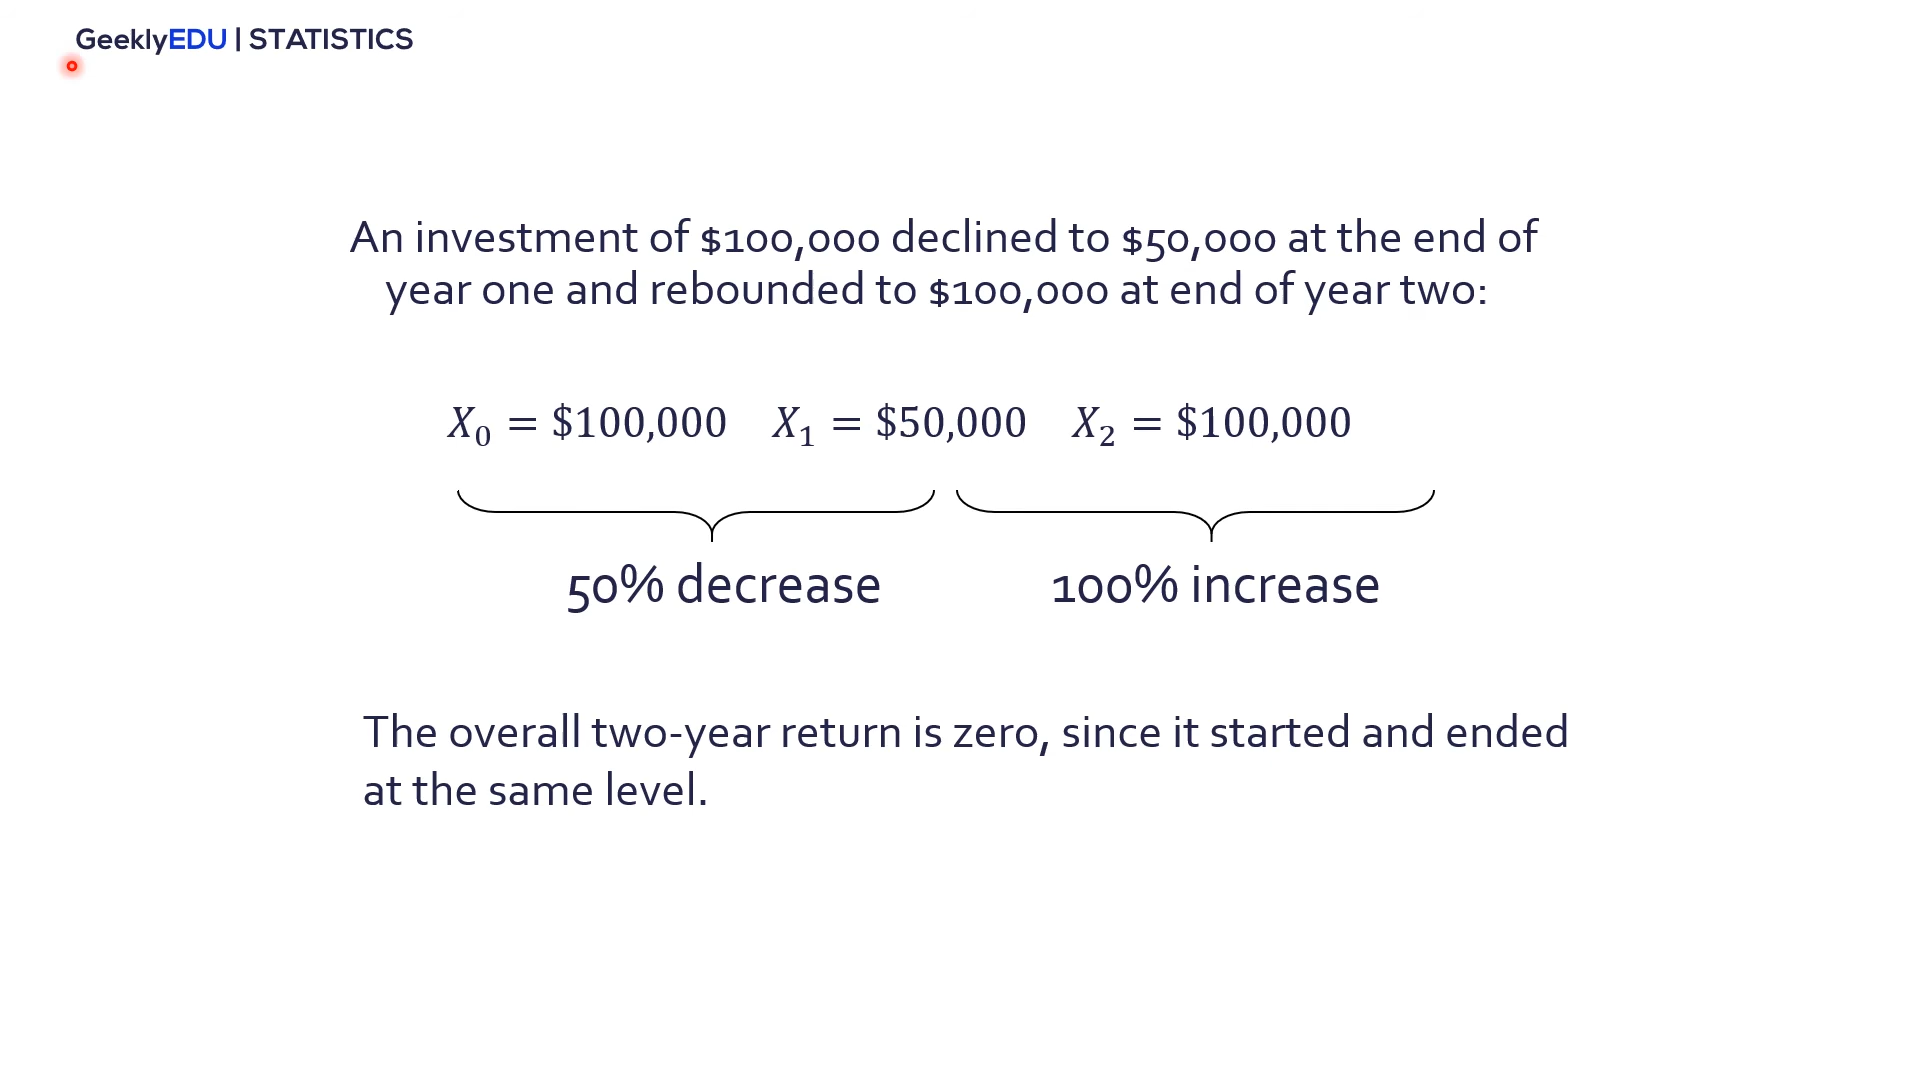 GeeklyEDU | STATISTICS
An investment of $100,000 declined to $50,000 at the end of
year one and rebounded to $100,000 at end of year two:
X₀ = $100,000 X₁ = $50,000 X₂ = $100,000
50% decrease 100% increase
The overall two-year return is zero, since it started and ended
at the same level.